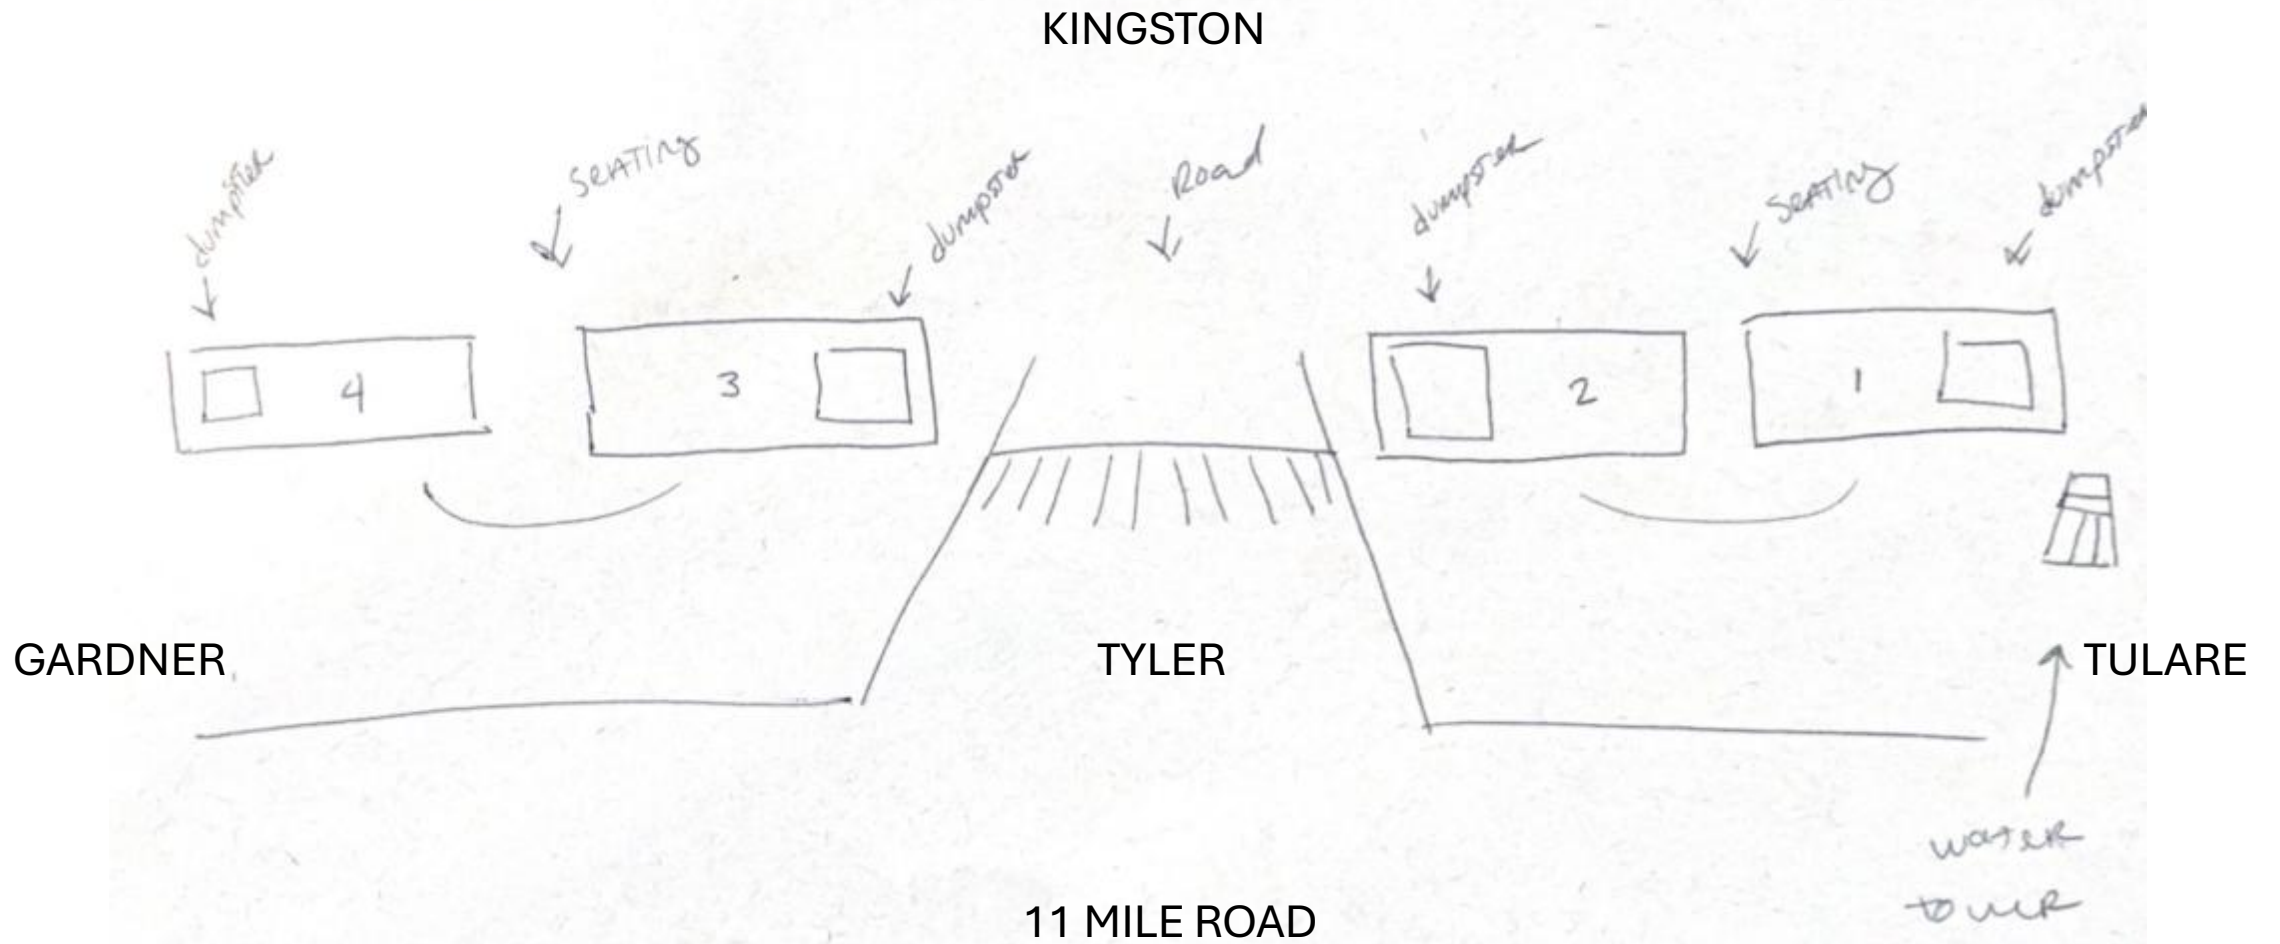 KINGSTON
dumpster
SEATING
dumpster
Road
dumpster
SEATING
dumpster
4
3
2
1
GARDNER
TYLER
TULARE
water
tower
11 MILE ROAD